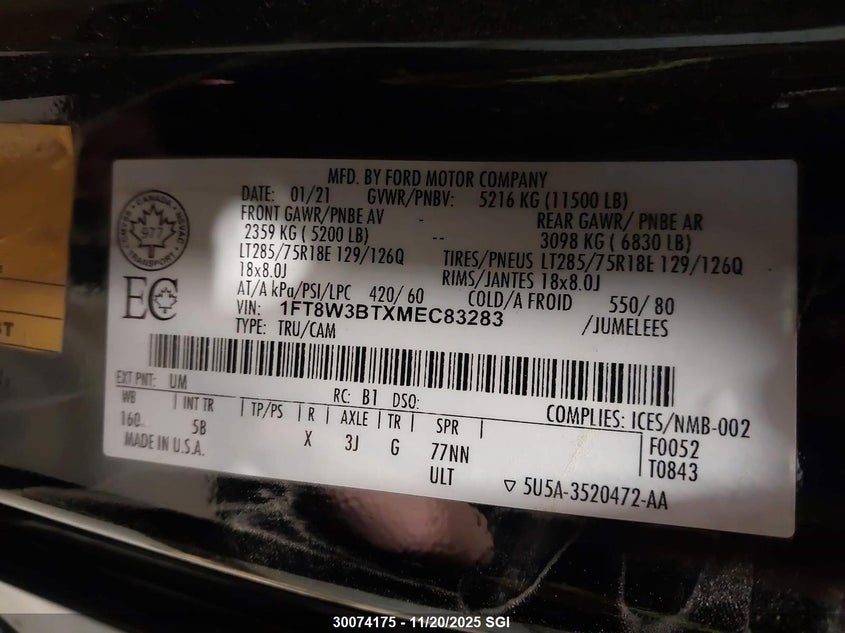 MFD. BY FORD MOTOR COMPANY
DATE: 01/21 GVWR/PNBV: 5216 KG (11500 LB)
FRONT GAWR/PNBE AV - REAR GAWR/ PNBE AR
2359 KG ( 5200 LB) -- 3098 KG ( 6830 LB)
LT285/75R18E 129/126Q TIRES/PNEUS LT285/75R18E 129/126Q
18x8.0J RIMS/JANTES 18x8.0J
AT/A kPa/PSI/LPC 420/ 60 COLD/A FROID 550/ 80
VIN: 1FT8W3BTXMEC83283 /JUMELEES
TYPE: TRU/CAM
CANADA
977
TRANSPORT
EC
EXT PNT: UM RC: B1 DSO:
WB INT TR TP/PS R AXLE TR SPR COMPLIES: ICES/NMB-002
160 5B X 3J G 77NN F0052
MADE IN U.S.A. ULT T0843
5U5A-3520472-AA
30074175 - 11/20/2025 SGI